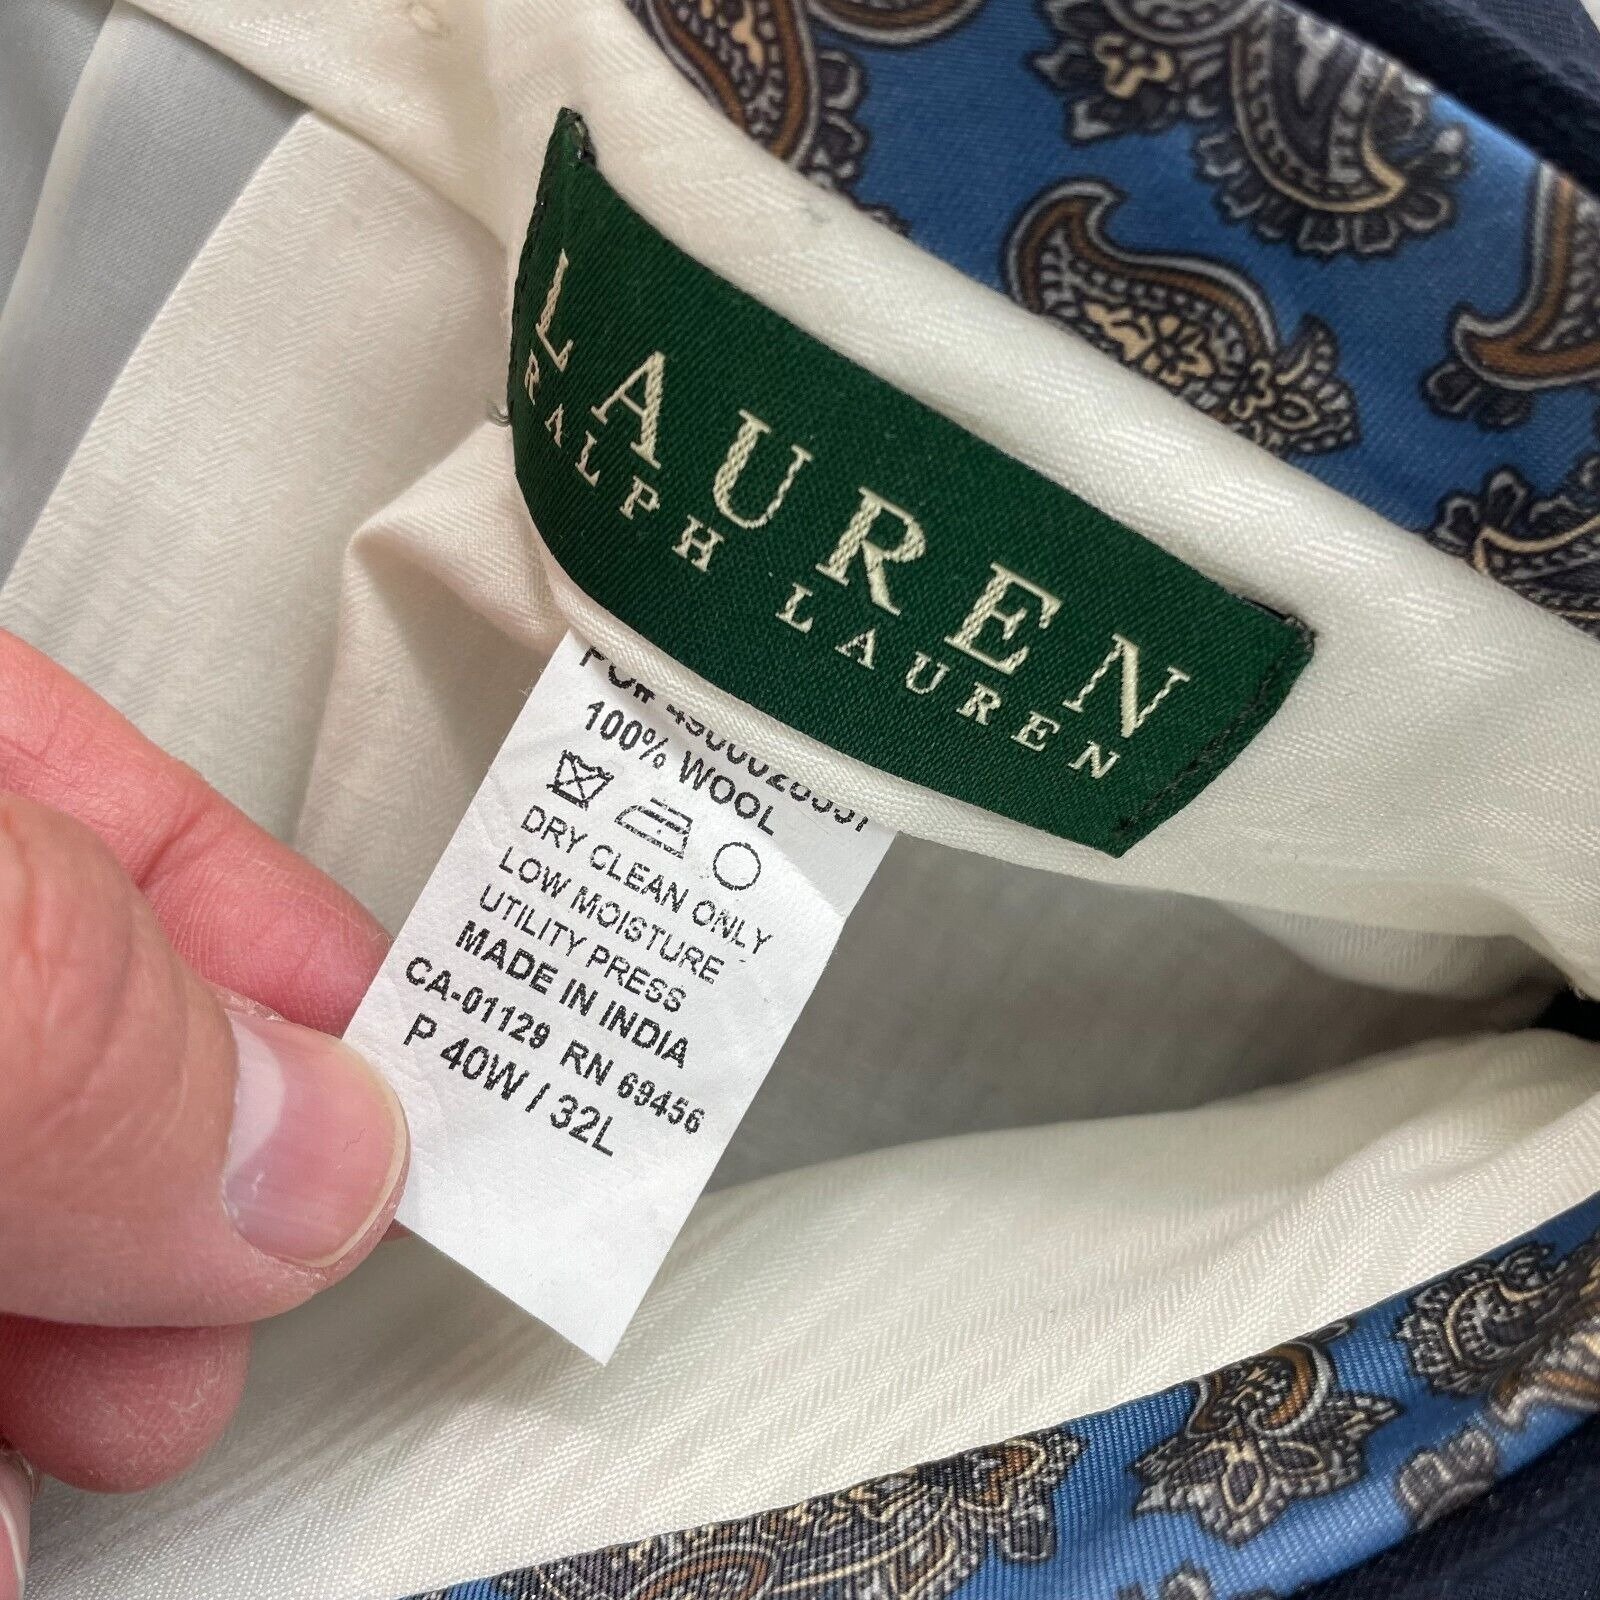 LAUREN
RALPH LAUREN
PO#
100% WOOL
DRY CLEAN ONLY
LOW MOISTURE
UTILITY PRESS
MADE IN INDIA
CA-01129 RN 69456
P 40W / 32L